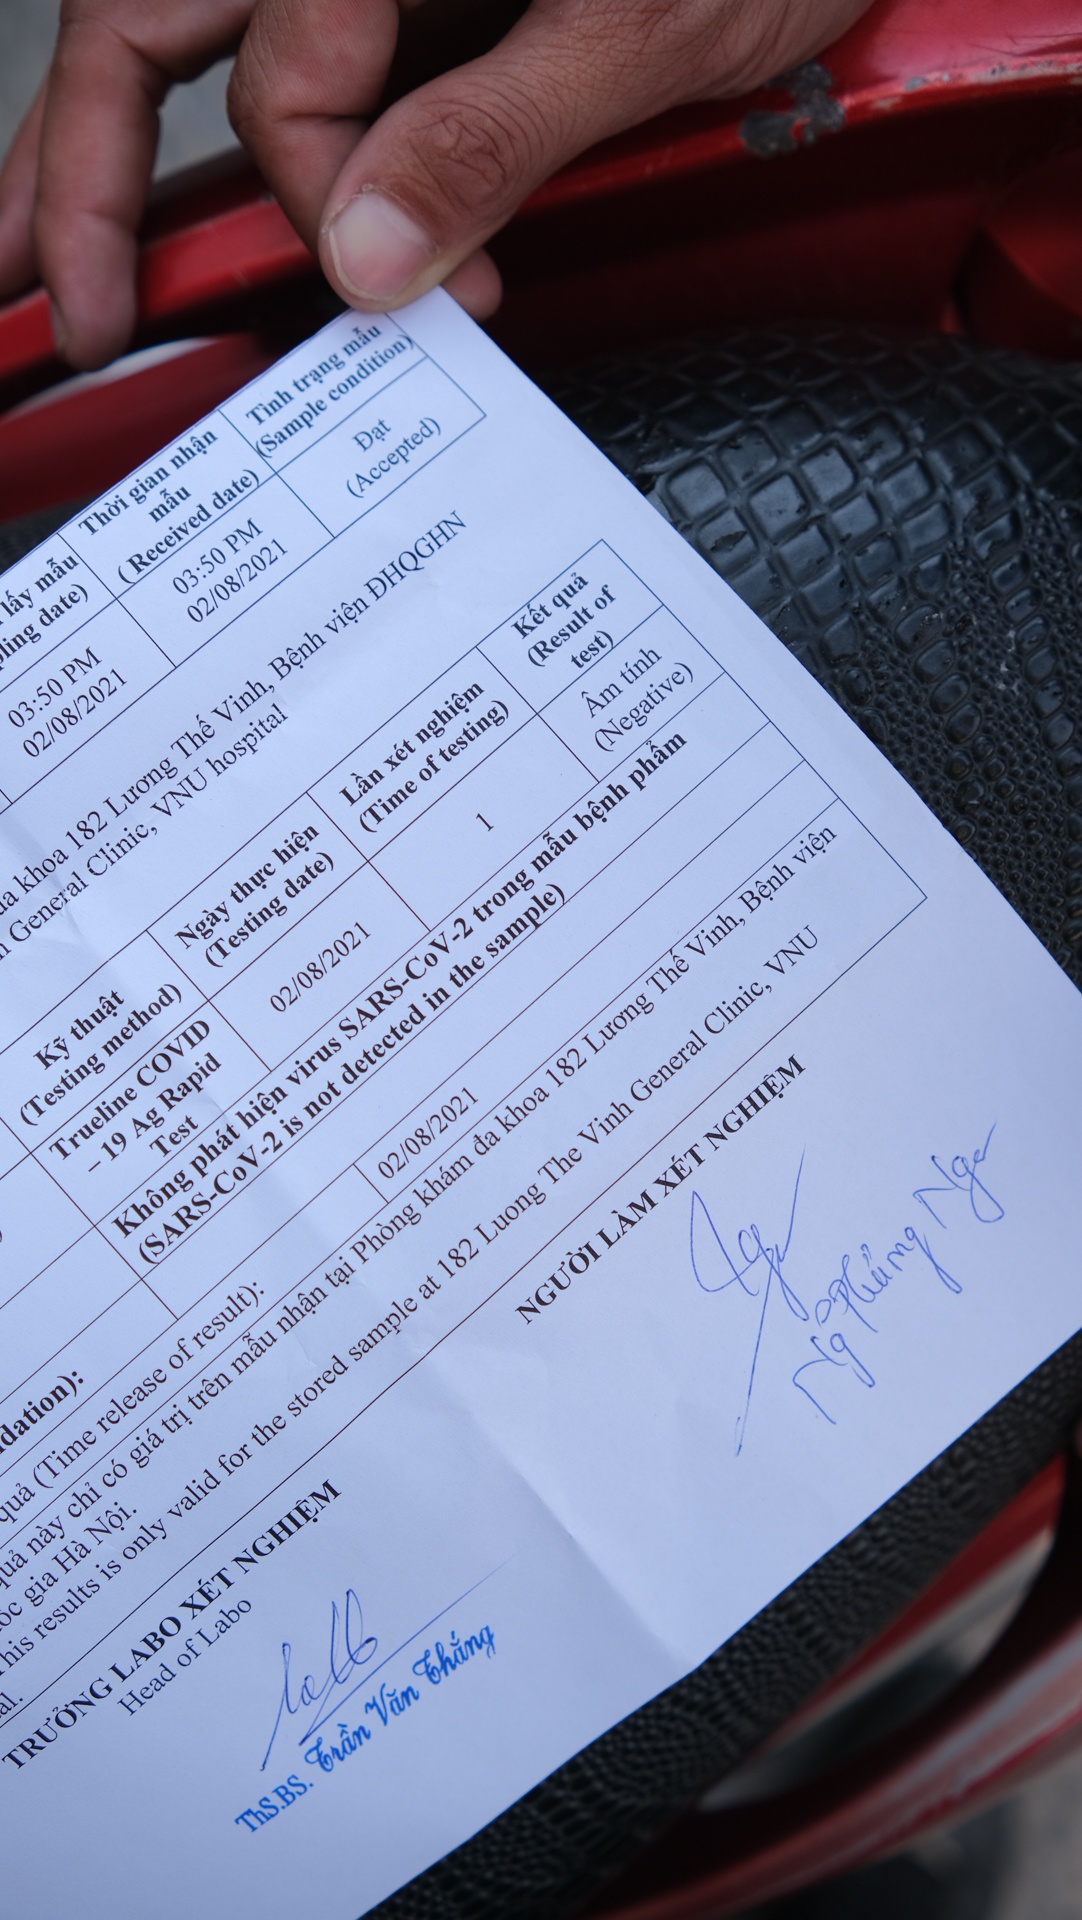 lấy mẫu
pling date)
Thời gian nhận
mẫu
( Received date)
Tình trạng mẫu
(Sample condition)
03:50 PM
02/08/2021
03:50 PM
02/08/2021
Đạt
(Accepted)
đa khoa 182 Lương Thế Vinh, Bệnh viện ĐHQGHN
h General Clinic, VNU hospital
Kỹ thuật
(Testing method)
Ngày thực hiện
(Testing date)
Lần xét nghiệm
(Time of testing)
Kết quả
(Result of
test)
Trueline COVID
– 19 Ag Rapid
Test
02/08/2021
1
Âm tính
(Negative)
Không phát hiện virus SARS-CoV-2 trong mẫu bệnh phẩm
(SARS-CoV-2 is not detected in the sample)
dation):
quả (Time release of result):
02/08/2021
quả này chỉ có giá trị trên mẫu nhận tại Phòng khám đa khoa 182 Lương Thế Vinh, Bệnh viện
ốc gia Hà Nội.
his results is only valid for the stored sample at 182 Luong The Vinh General Clinic, VNU
al.
TRƯỞNG LABO XÉT NGHIỆM
Head of Labo
NGƯỜI LÀM XÉT NGHIỆM
ThS.BS. Trần Văn Thắng
Nga